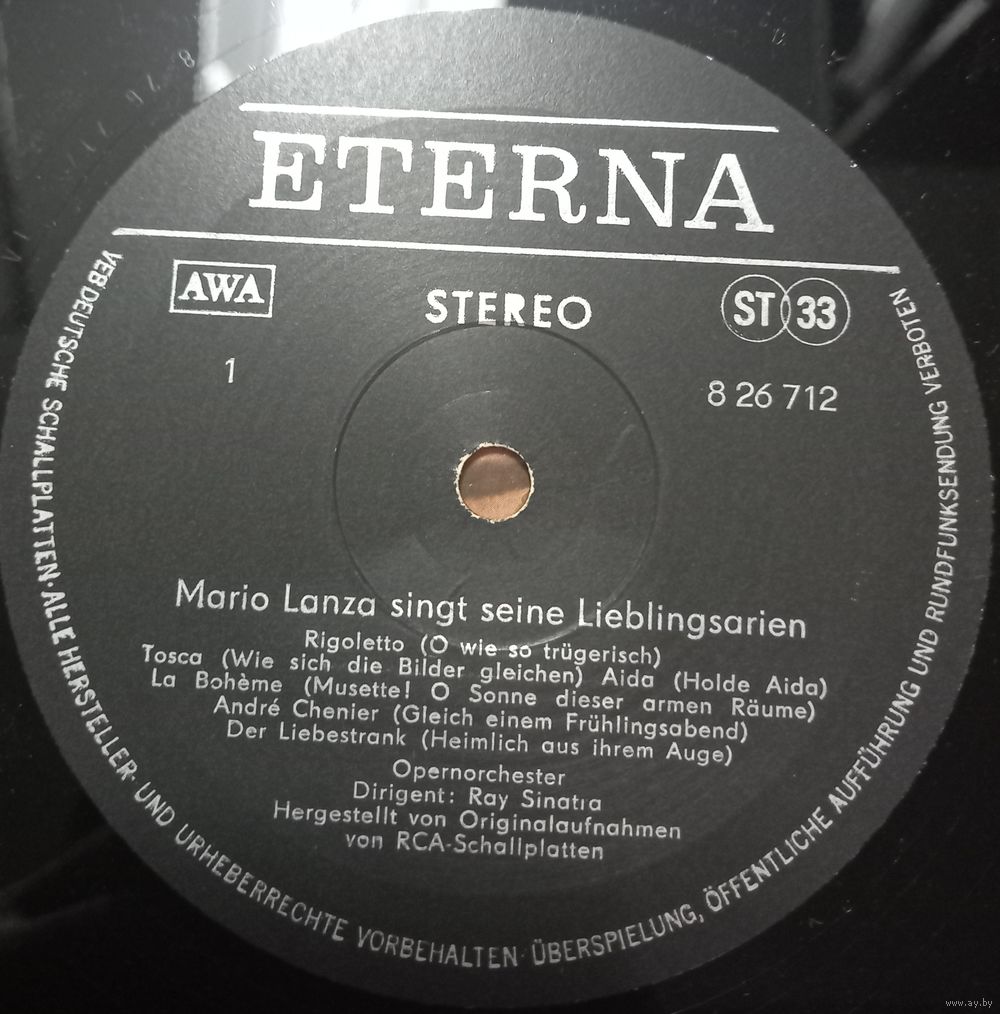 ETERNA
AWA
STEREO
ST 33
1
8 26 712
Mario Lanza singt seine Lieblingsarien
Rigoletto (O wie so trügerisch)
Tosca (Wie sich die Bilder gleichen) Aida (Holde Aida)
La Bohème (Musette! O Sonne dieser armen Räume)
André Chenier (Gleich einem Frühlingsabend)
Der Liebestrank (Heimlich aus ihrem Auge)
Opernorchester
Dirigent: Ray Sinatra
Hergestellt von Originalaufnahmen
von RCA-Schallplatten
VEB DEUTSCHE SCHALLPLATTEN·ALLE HERSTELLER- UND URHEBERRECHTE VORBEHALTEN·ÜBERSPIELUNG, ÖFFENTLICHE AUFFÜHRUNG UND RUNDFUNKSENDUNG VERBOTEN
www.ay.by